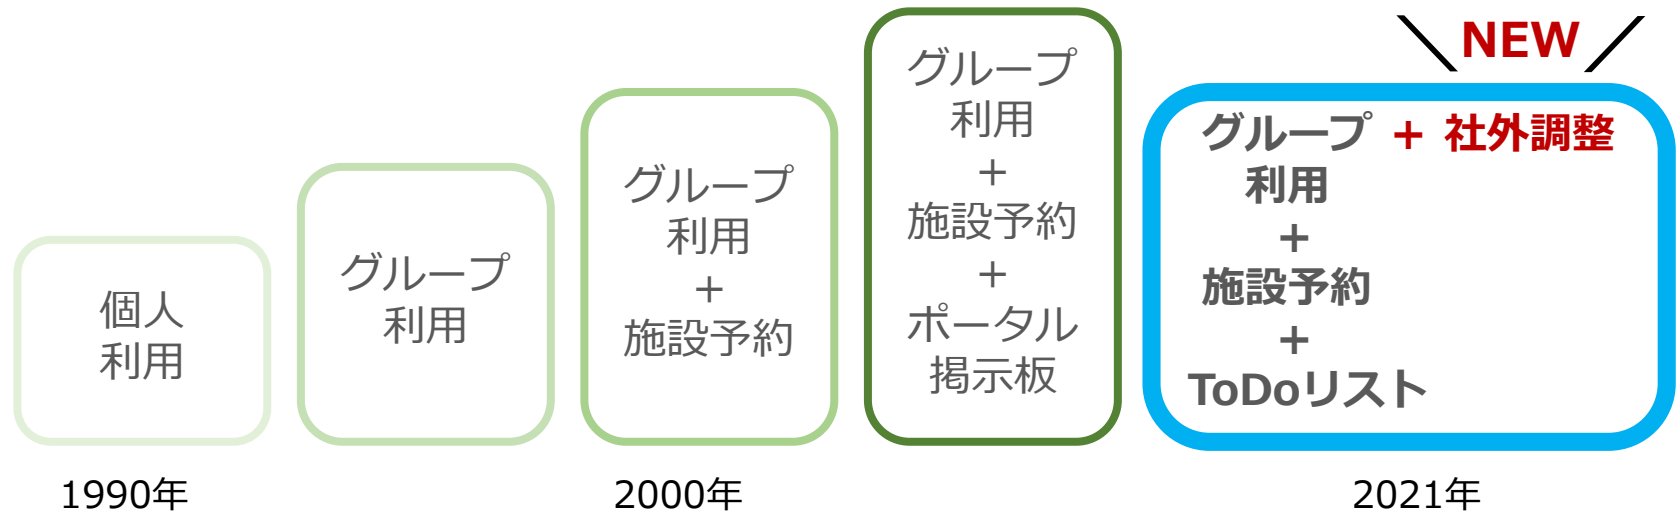 個人
利用
グループ
利用
グループ
利用
+
施設予約
グループ
利用
+
施設予約
+
ポータル
掲示板
NEW
グループ + 社外調整
利用
+
施設予約
+
ToDoリスト
1990年
2000年
2021年